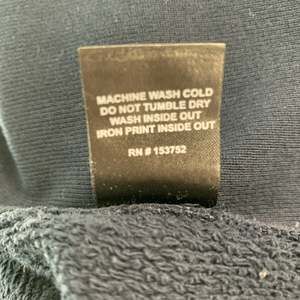 MACHINE WASH COLD
DO NOT TUMBLE DRY
WASH INSIDE OUT
IRON PRINT INSIDE OUT
RN # 153752